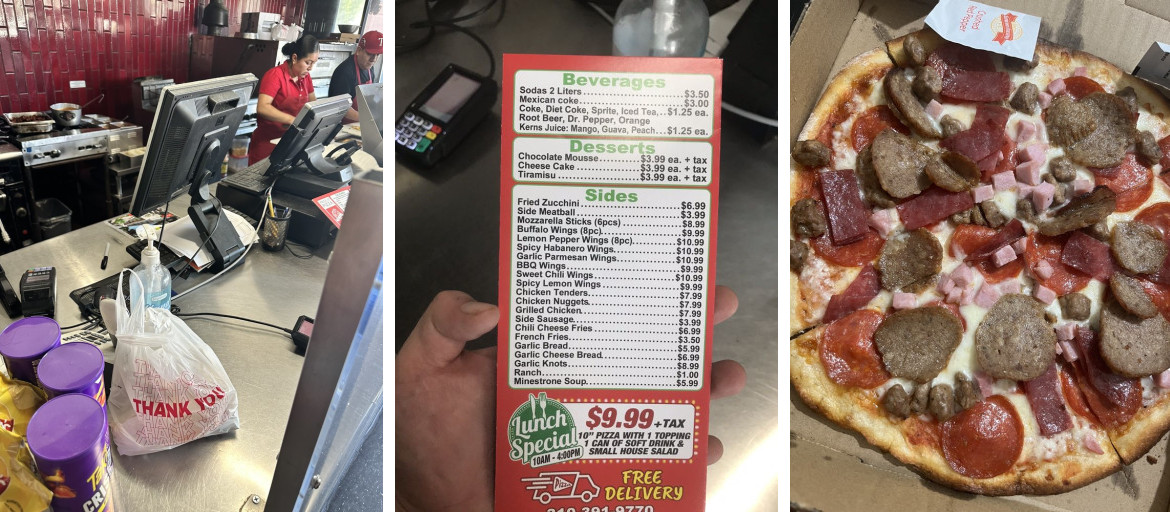 THANK YOU
Beverages
Sodas 2 Liters $3.50
Mexican coke $3.00
Coke, Diet Coke, Sprite, Iced Tea, $1.25 ea.
Root Beer, Dr. Pepper, Orange
Kerns Juice: Mango, Guava, Peach $1.25 ea.
Desserts
Chocolate Mousse $3.99 ea. + tax
Cheese Cake $3.99 ea. + tax
Tiramisu $3.99 ea. + tax
Sides
Fried Zucchini $6.99
Side Meatball $3.99
Mozzarella Sticks (6pcs) $8.99
Buffalo Wings (8pc) $9.99
Lemon Pepper Wings (8pc) $10.99
Spicy Habanero Wings $10.99
Garlic Parmesan Wings $10.99
BBQ Wings $9.99
Sweet Chili Wings $10.99
Spicy Lemon Wings $9.99
Chicken Tenders $7.99
Chicken Nuggets $7.99
Grilled Chicken $7.99
Side Sausage $3.99
Chili Cheese Fries $6.99
French Fries $3.50
Garlic Bread $5.99
Garlic Cheese Bread $6.99
Garlic Knots $8.99
Ranch $1.00
Minestrone Soup $5.99
Lunch
Special
10AM - 4:00PM
$9.99 +TAX
10" PIZZA WITH 1 TOPPING
1 CAN OF SOFT DRINK &
SMALL HOUSE SALAD
Pizza
FREE
DELIVERY
310 391 9770
Crushed
Red Pepper